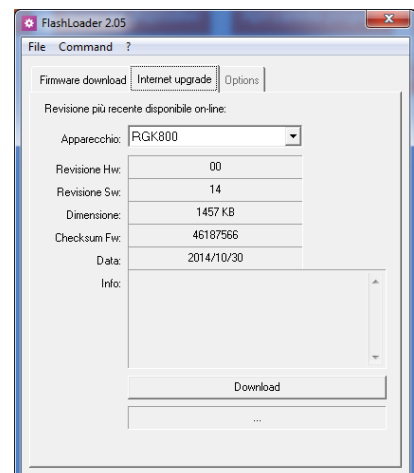 FlashLoader 2.05
File Command ?
Firmware download Internet upgrade Options
Revisione più recente disponibile on-line:
Apparecchio: RGK800
Revisione Hw: 00
Revisione Sw: 14
Dimensione: 1457 KB
Checksum Fw: 46187566
Data: 2014/10/30
Info:
Download
...